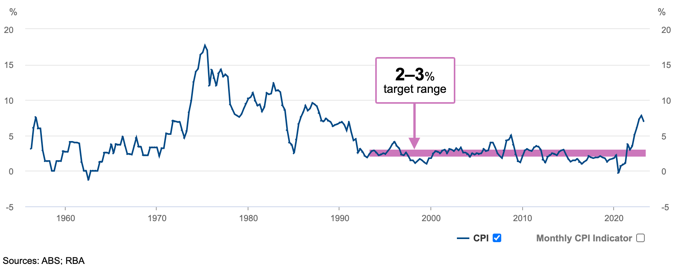 % %
20 20
2–3%
target range
15 15
10 10
5 5
0 0
-5 -5
1960 1970 1980 1990 2000 2010 2020
CPI Monthly CPI Indicator
Sources: ABS; RBA